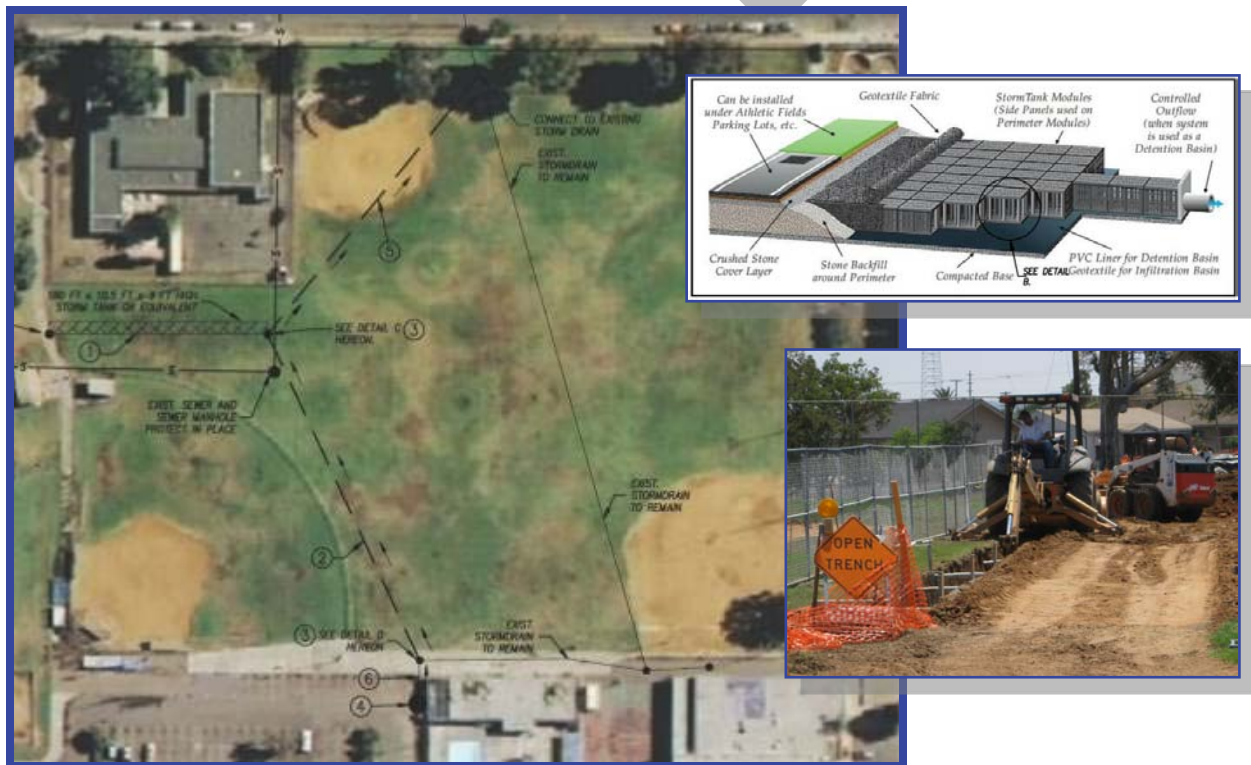 CONNECT TO EXISTING
STORM DRAIN
EXIST.
STORMDRAIN
TO REMAIN
5
STORM TANK OR EQUIVALENT
1
SEE DETAIL C 3
HEREON.
S
EXIST. SEWER AND
SEWER MANHOLE
PROTECT IN PLACE
EXIST.
STORMDRAIN
TO REMAIN
2
3 SEE DETAIL D
HEREON
EXIST.
STORMDRAIN
TO REMAIN
6
4
Can be installed
under Athletic Fields
Parking Lots, etc.
Geotextile Fabric
StormTank Modules
(Side Panels used on
Perimeter Modules)
Controlled
Outflow
(when system
is used as a
Detention Basin)
Crushed Stone
Cover Layer
Stone Backfill
around Perimeter
Compacted Base
SEE DETAIL
B.
PVC Liner for Detention Basin
Geotextile for Infiltration Basin
OPEN
TRENCH